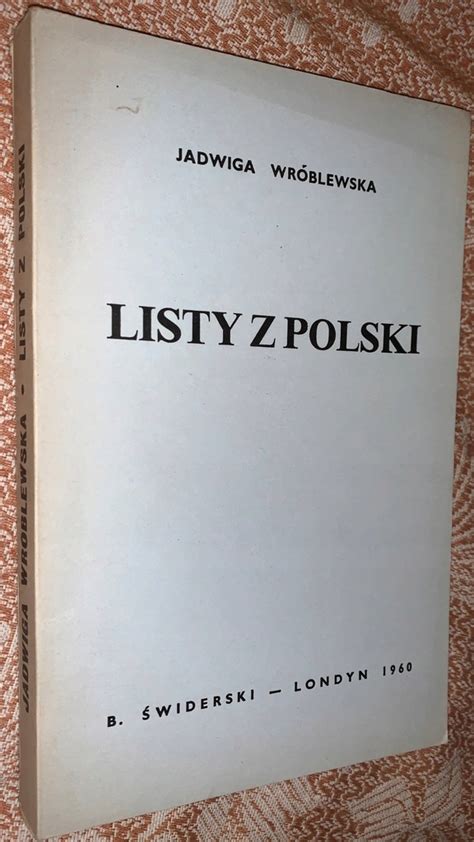 JADWIGA WRÓBLEWSKA
LISTY Z POLSKI
B. ŚWIDERSKI — LONDYN 1960
JADWIGA WRÓBLEWSKA • LISTY Z POLSKI